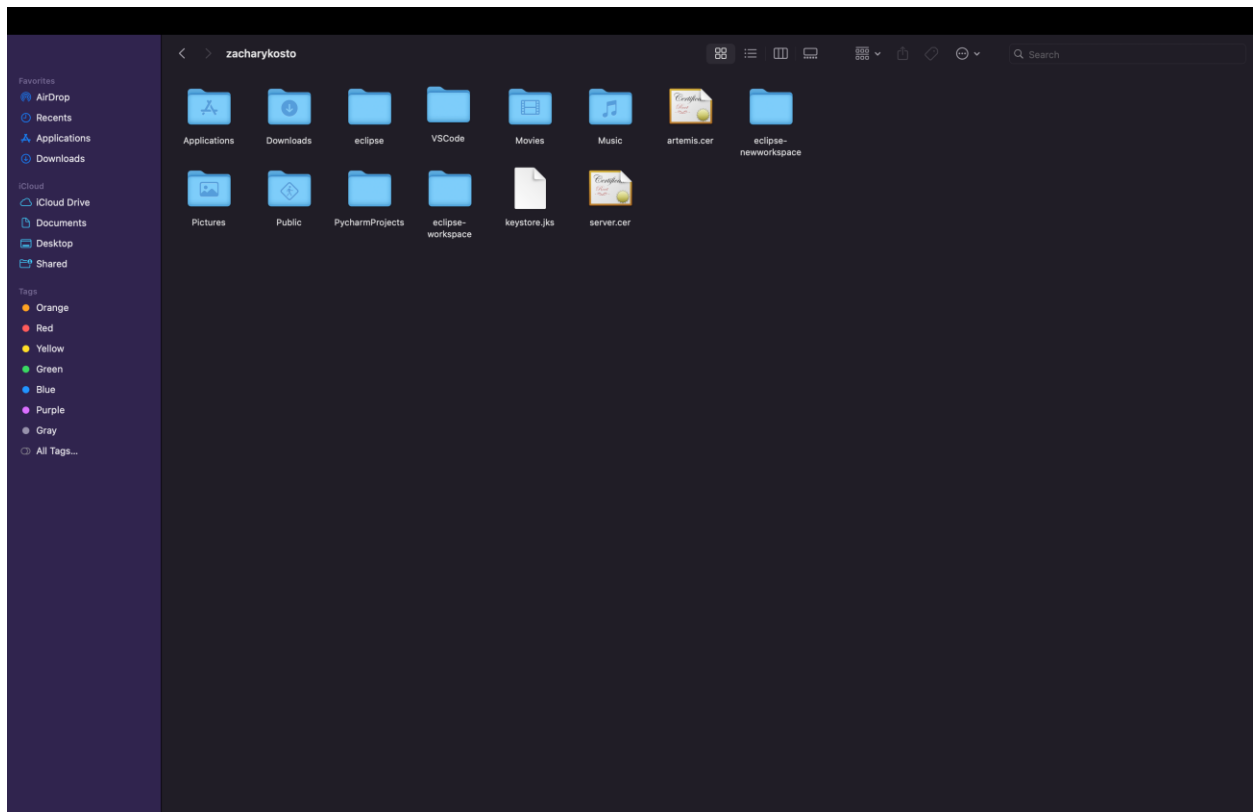 zacharykosto
Search
Favorites
AirDrop
Recents
Applications
Downloads
iCloud
iCloud Drive
Documents
Desktop
Shared
Tags
Orange
Red
Yellow
Green
Blue
Purple
Gray
All Tags...
Applications
Downloads
eclipse
VSCode
Movies
Music
artemis.cer
eclipse-
newworkspace
Pictures
Public
PycharmProjects
eclipse-
workspace
keystore.jks
server.cer